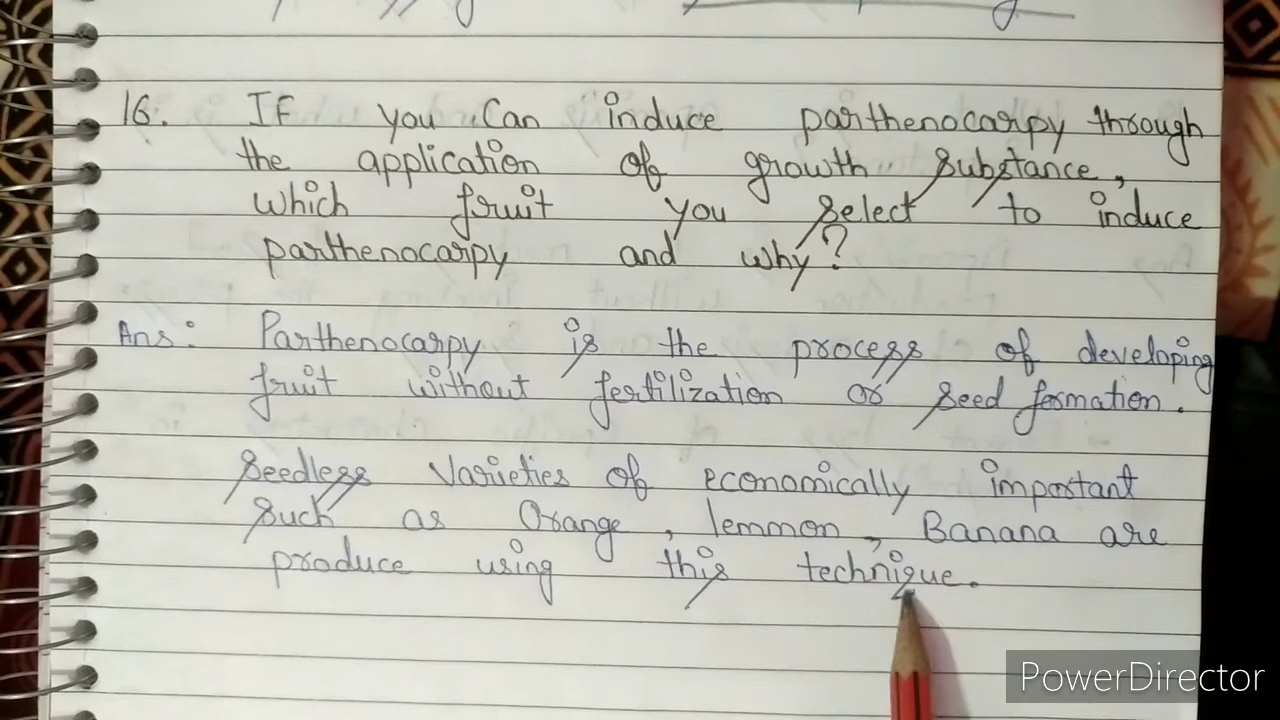 16. If you Can induce parthenocarpy through
the application of growth substance,
which fruit you select to induce
parthenocarpy and why?
Ans: Parthenocarpy is the process of developing
fruit without fertilization or seed formation.
Seedless varieties of economically important
such as Orange, lemmon, Banana are
produce using this technique.
PowerDirector